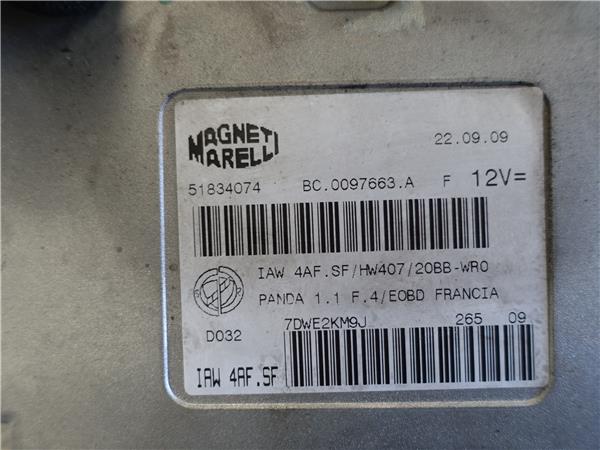 MAGNETI MARELLI
22.09.09
51834074 BC.0097663.A F 12V=
IAW 4AF.SF/HW407/20BB-WR0
PANDA 1.1 F.4/EOBD FRANCIA
D032 7DWE2KM9J 265 09
IAW 4AF.SF